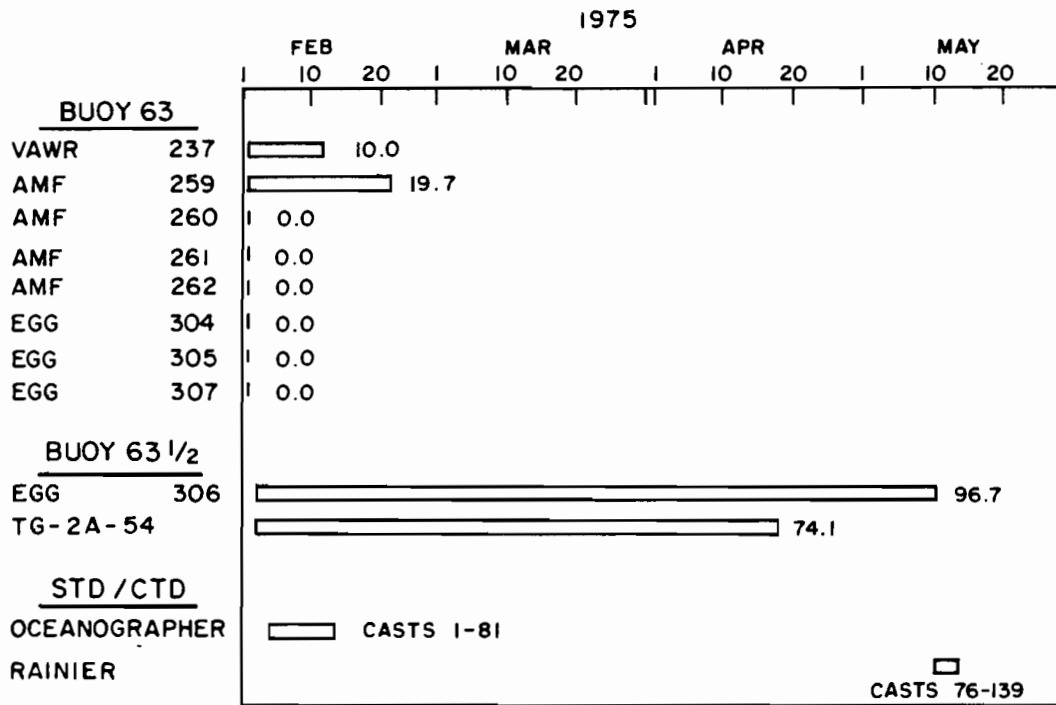 1975
FEB MAR APR MAY
1 10 20 1 10 20 1 10 20 1 10 20
BUOY 63
VAWR 237 10.0
AMF 259 19.7
AMF 260 0.0
AMF 261 0.0
AMF 262 0.0
EGG 304 0.0
EGG 305 0.0
EGG 307 0.0
BUOY 63 1/2
EGG 306 96.7
TG-2A-54 74.1
STD/CTD
OCEANOGRAPHER CASTS 1-81
RAINIER
CASTS 76-139